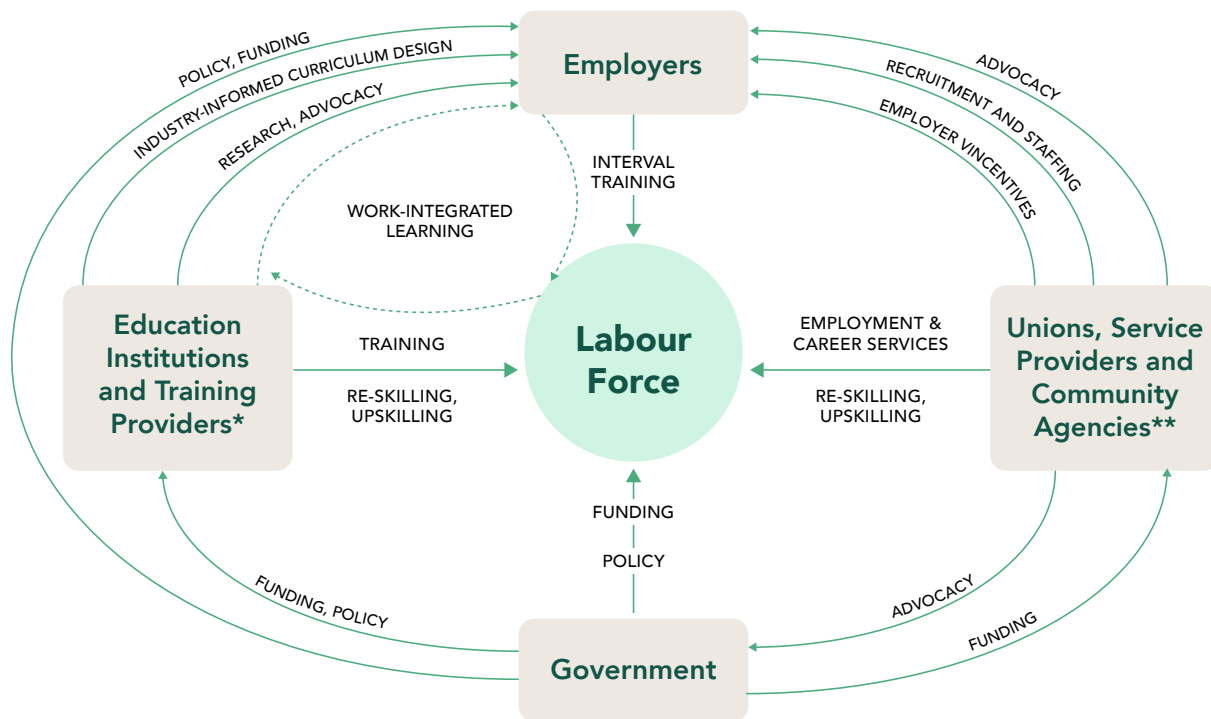 POLICY, FUNDING
INDUSTRY-INFORMED CURRICULUM DESIGN
RESEARCH, ADVOCACY
Employers
ADVOCACY
RECRUITMENT AND STAFFING
EMPLOYER VINCENTIVES
INTERVAL
TRAINING
WORK-INTEGRATED
LEARNING
Education
Institutions
and Training
Providers*
TRAINING
RE-SKILLING,
UPSKILLING
Labour
Force
EMPLOYMENT &
CAREER SERVICES
RE-SKILLING,
UPSKILLING
Unions, Service
Providers and
Community
Agencies**
FUNDING
POLICY
FUNDING, POLICY
ADVOCACY
FUNDING
Government